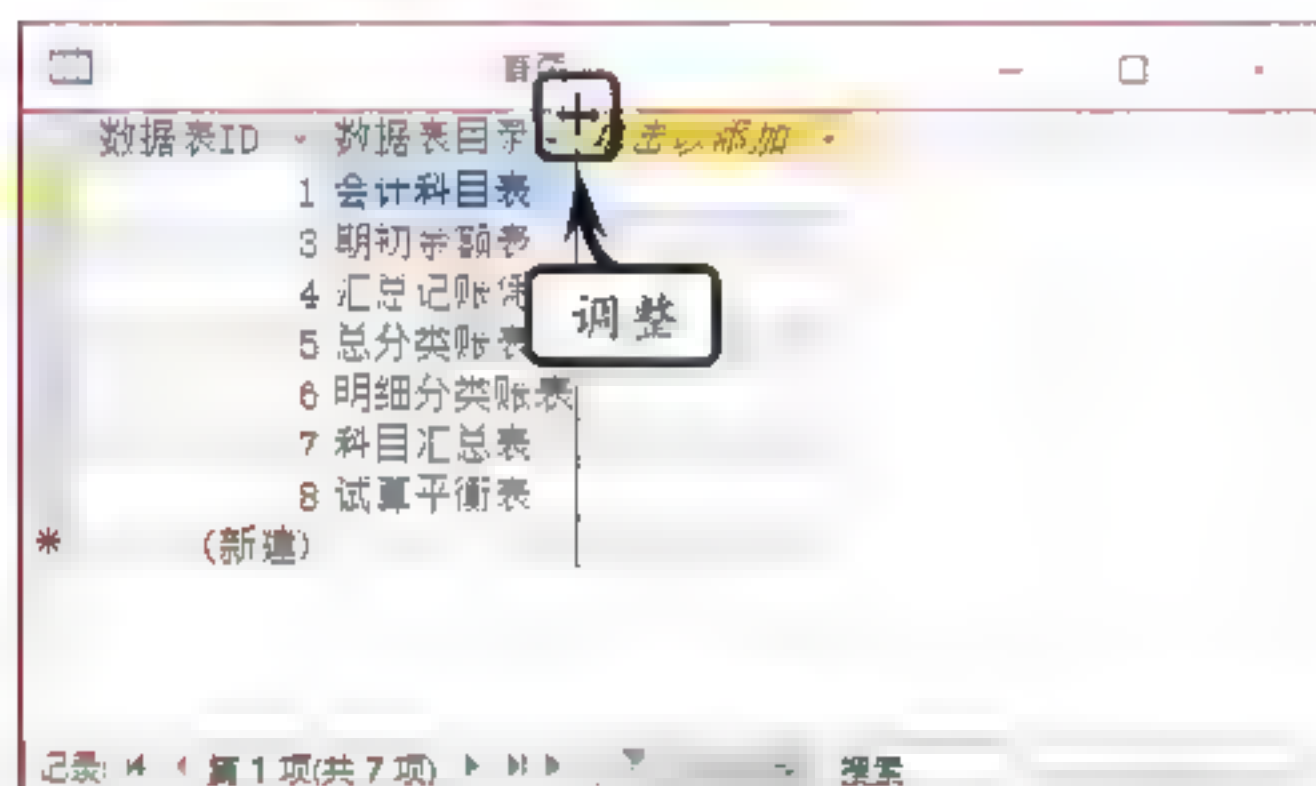 首页
数据表ID 数据表目录 单击以添加
1 会计科目表
3 期初余额表
4 汇总记账凭
5 总分类账表
6 明细分类账表
7 科目汇总表
8 试算平衡表
* (新建)
调整
记录: 第 1 项(共 7 项) 搜索